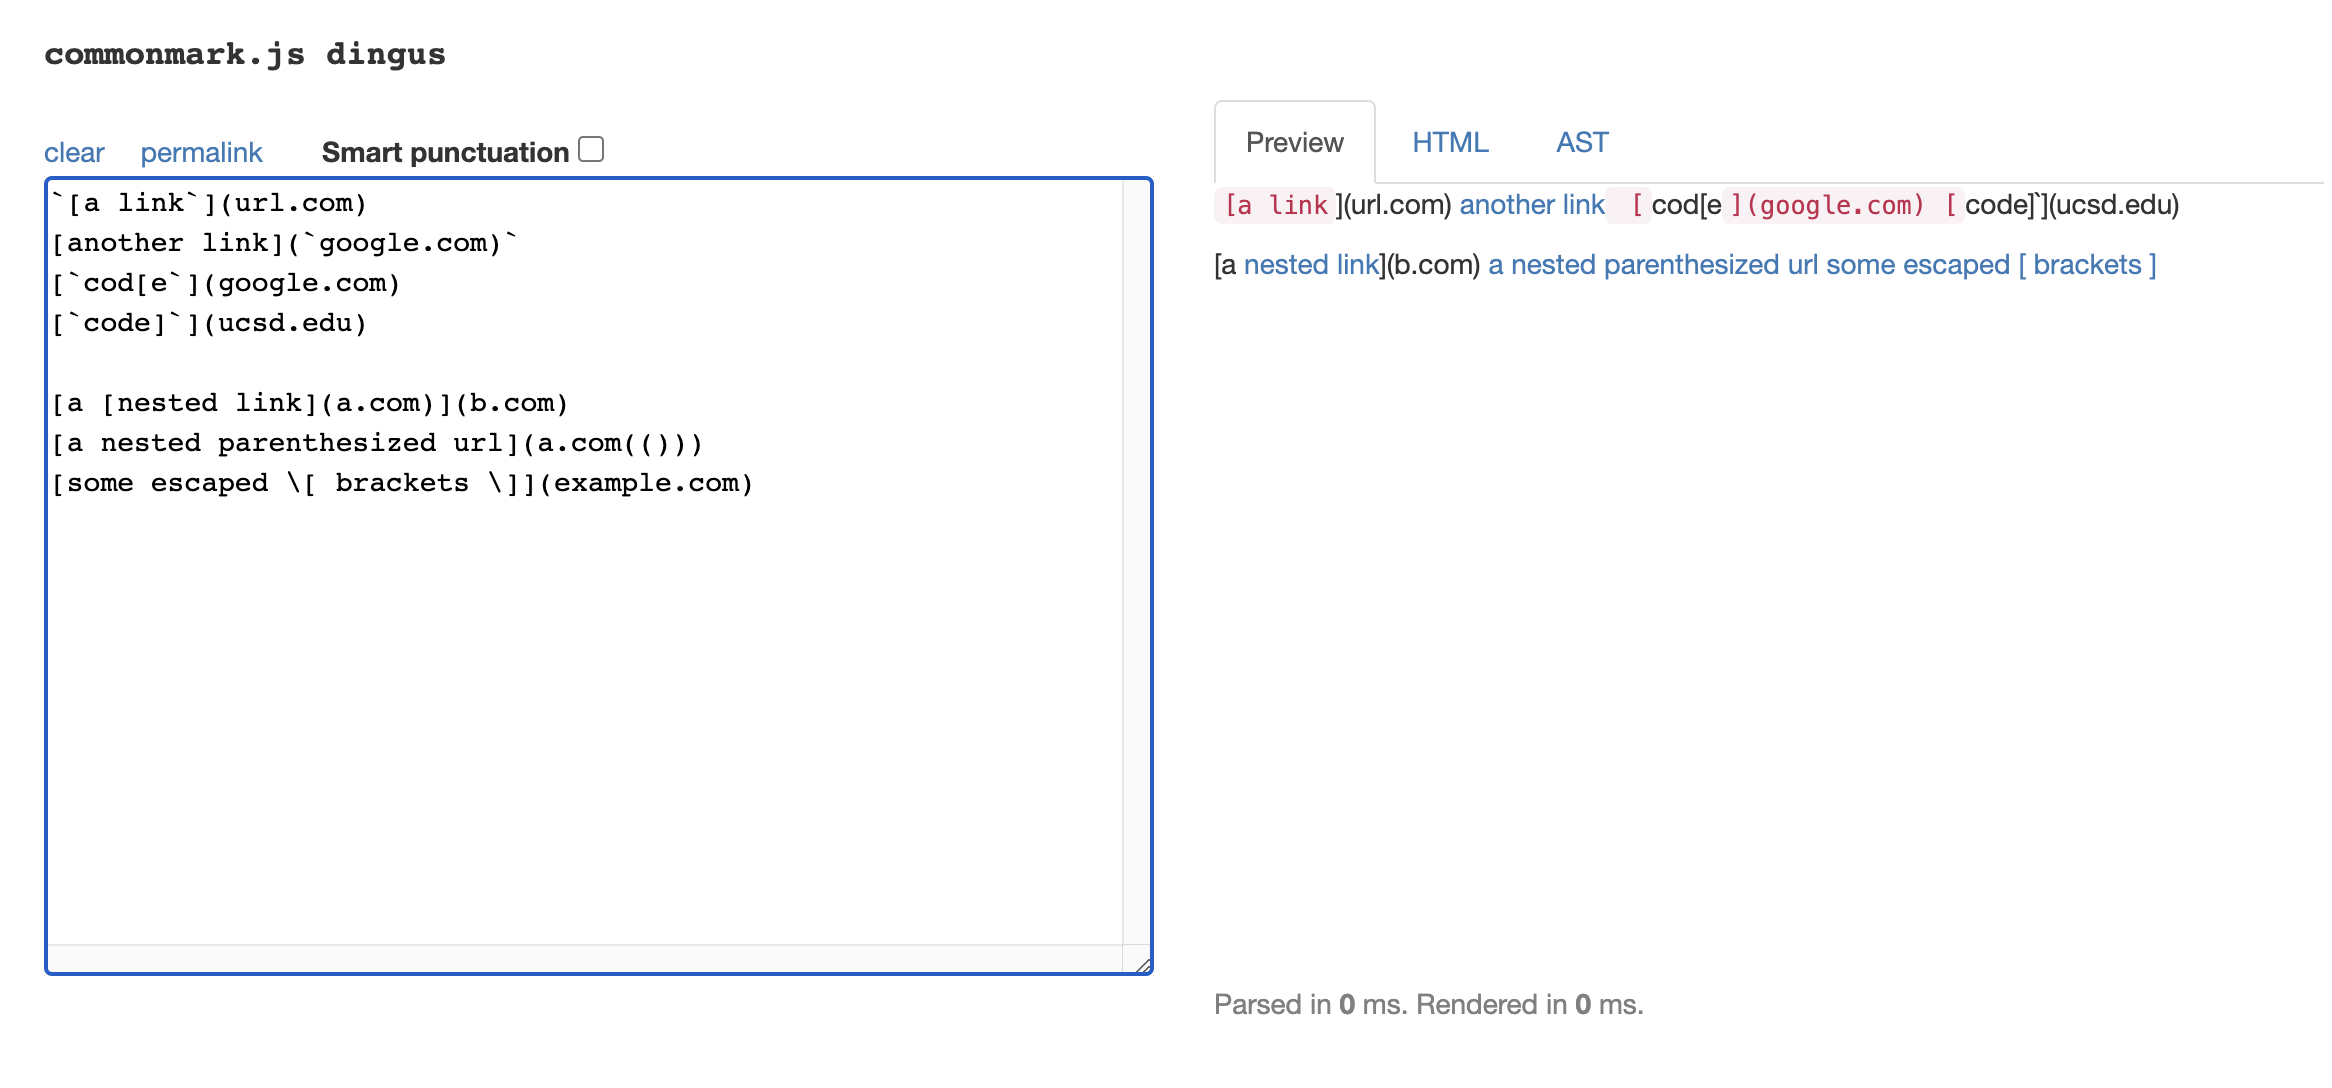 commonmark.js dingus
clear permalink Smart punctuation
`[a link`](url.com)
[another link](`google.com)`
[`cod[e`](google.com)
[`code]`](ucsd.edu)
[a [nested link](a.com)](b.com)
[a nested parenthesized url](a.com(()))
[some escaped \[ brackets \]](example.com)
Preview HTML AST
[a link](url.com) another link [cod[e](google.com) [code]`](ucsd.edu)
[a nested link](b.com) a nested parenthesized url some escaped [ brackets ]
Parsed in 0 ms. Rendered in 0 ms.